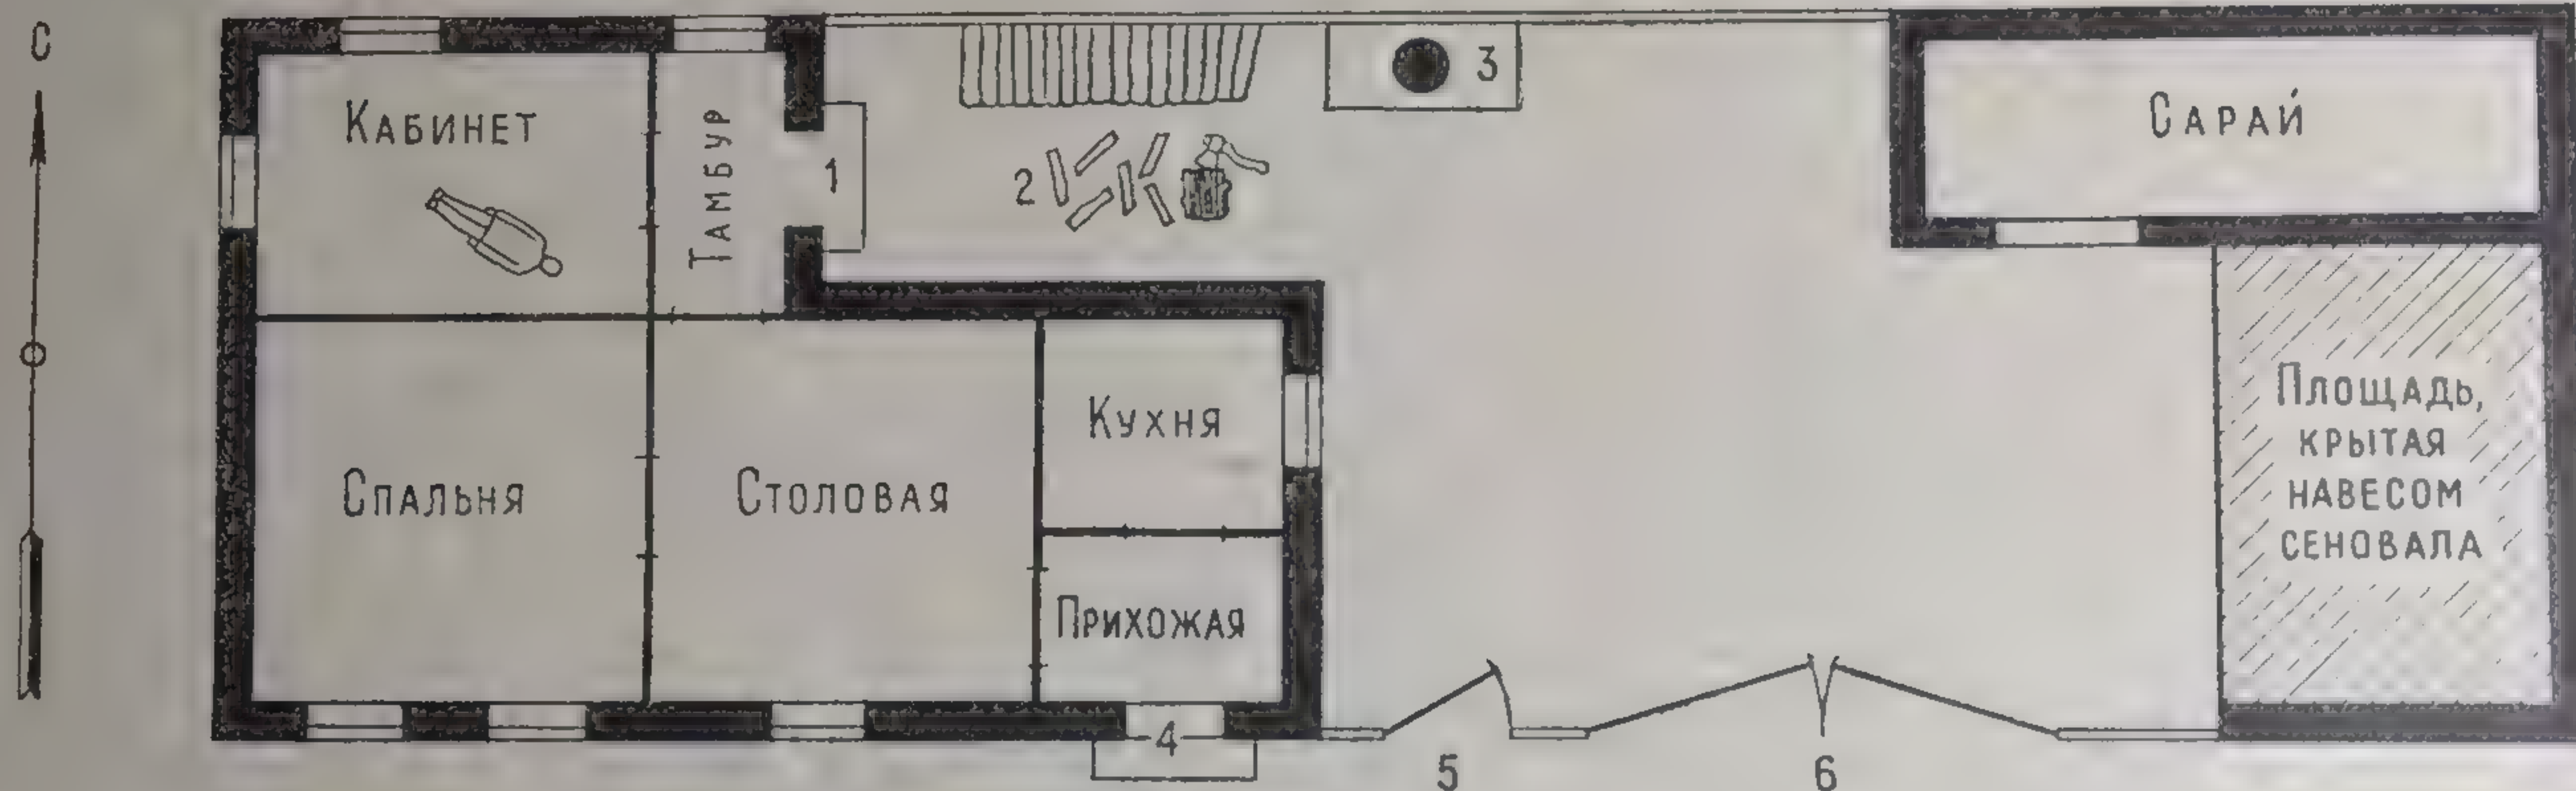 С
КАБИНЕТ
ТАМБУР
1
2
3
САРАЙ
СПАЛЬНЯ
СТОЛОВАЯ
КУХНЯ
ПРИХОЖАЯ
ПЛОЩАДЬ,
КРЫТАЯ
НАВЕСОМ
СЕНОВАЛА
4
5
6